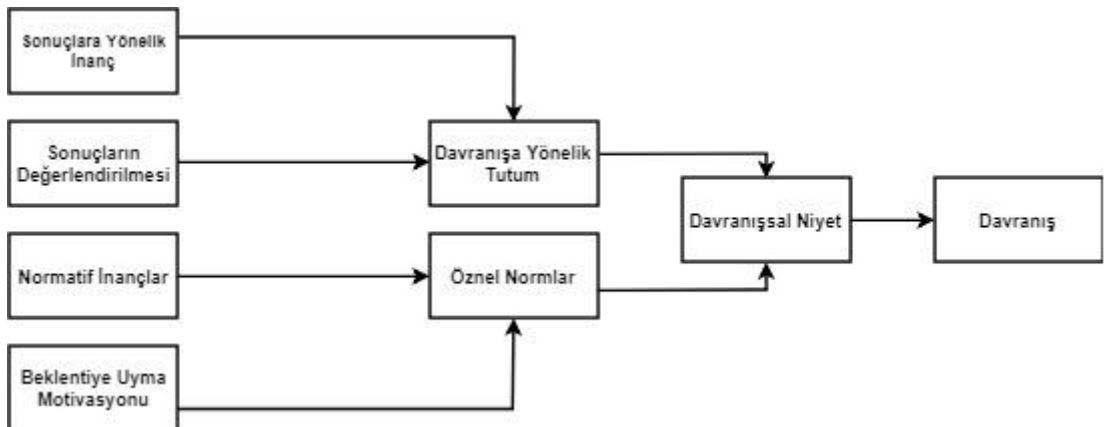 Sonuçlara Yönelik
İnanç
Sonuçların
Değerlendirilmesi
Davranışa Yönelik
Tutum
Davranışsal Niyet
Davranış
Normatif İnançlar
Öznel Normlar
Beklentiye Uyma
Motivasyonu